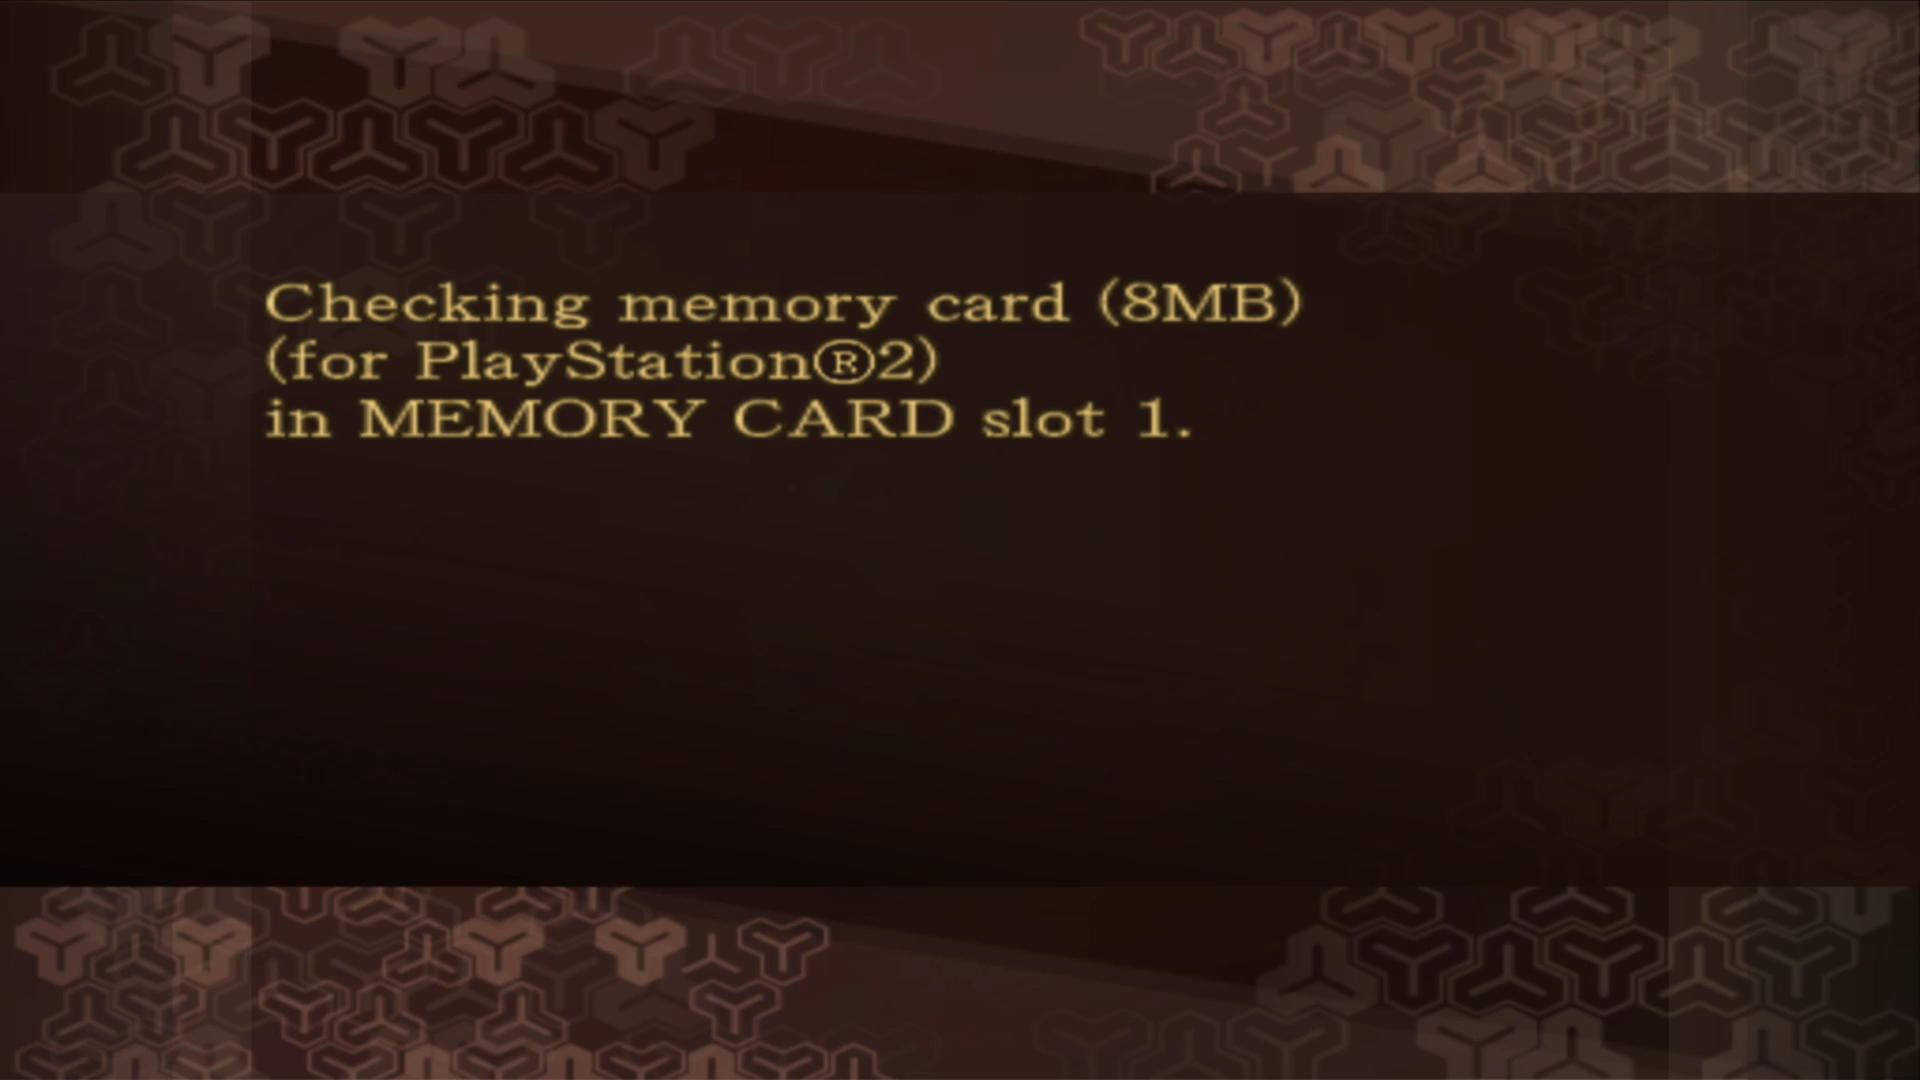 Checking memory card (8MB)
(for PlayStation®2)
in MEMORY CARD slot 1.